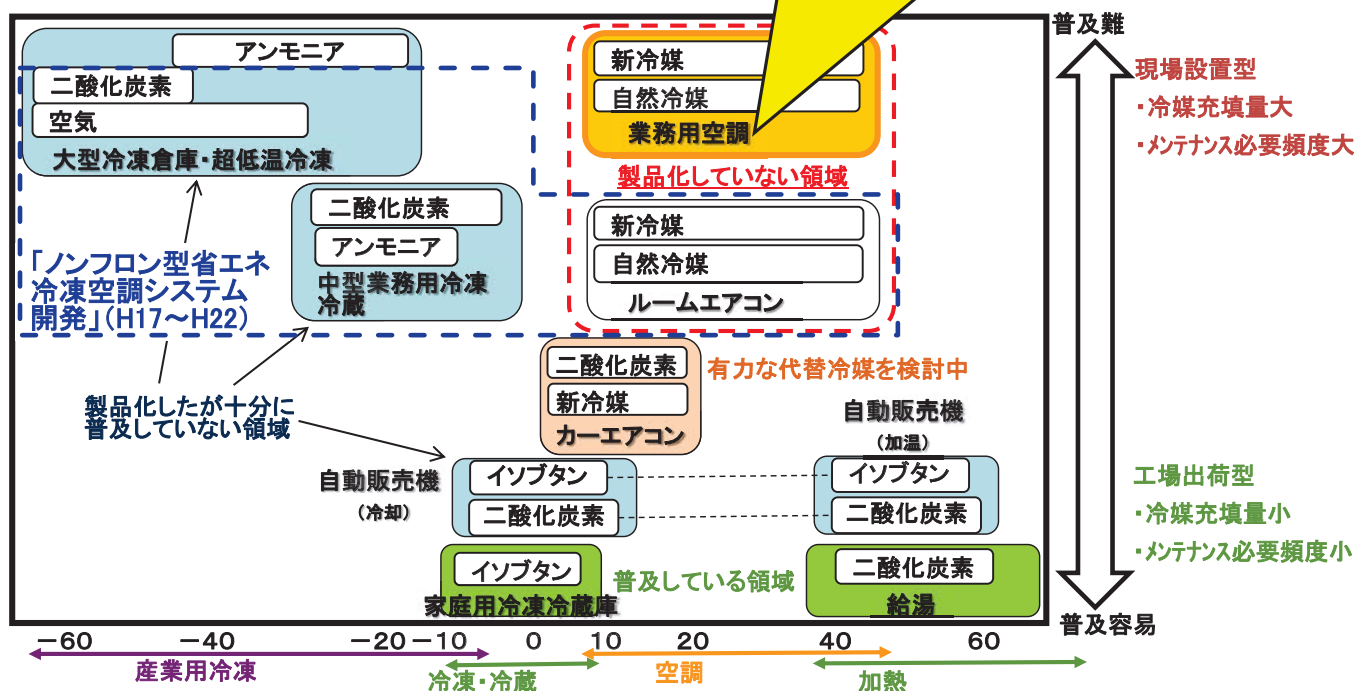 普及難
アンモニア
二酸化炭素
空気
大型冷凍倉庫・超低温冷凍
新冷媒
自然冷媒
業務用空調
製品化していない領域
現場設置型
・冷媒充填量大
・メンテナンス必要頻度大
二酸化炭素
アンモニア
中型業務用冷凍
冷蔵
新冷媒
自然冷媒
ルームエアコン
「ノンフロン型省エネ
冷凍空調システム
開発」(H17～H22)
二酸化炭素
新冷媒
カーエアコン
有力な代替冷媒を検討中
製品化したが十分に
普及していない領域
自動販売機
(冷却)
イソブタン
二酸化炭素
自動販売機
(加温)
イソブタン
二酸化炭素
工場出荷型
・冷媒充填量小
・メンテナンス必要頻度小
イソブタン
家庭用冷凍冷蔵庫
普及している領域
二酸化炭素
給湯
普及容易
－60 －40 －20 －10 0 10 20 40 60
産業用冷凍
冷凍・冷蔵
空調
加熱